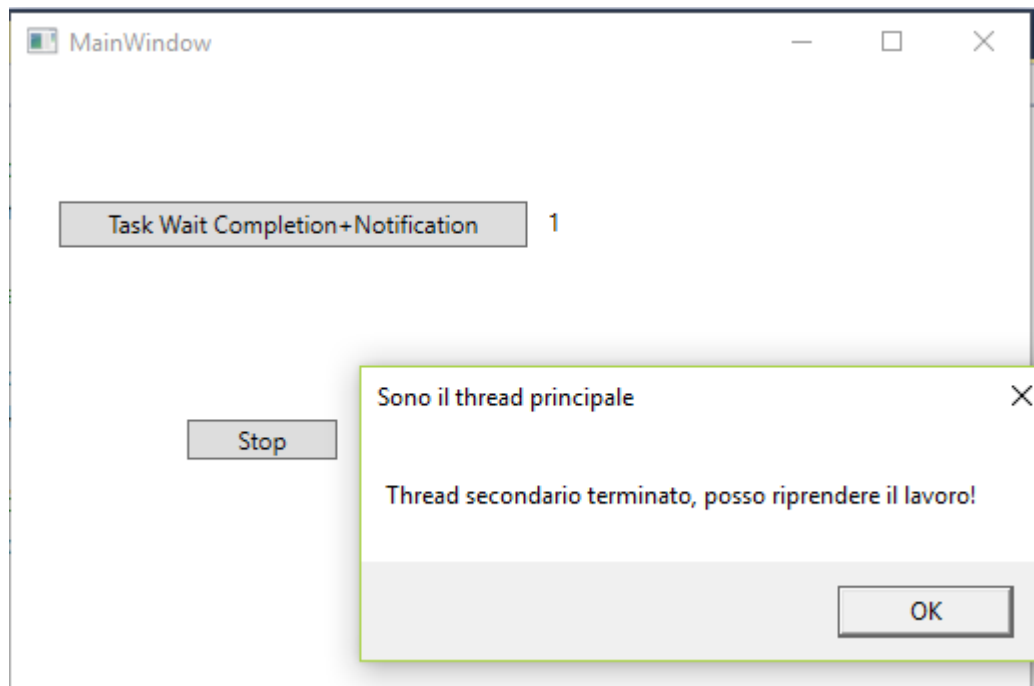 MainWindow
Task Wait Completion+Notification 1
Sono il thread principale
Stop
Thread secondario terminato, posso riprendere il lavoro!
OK